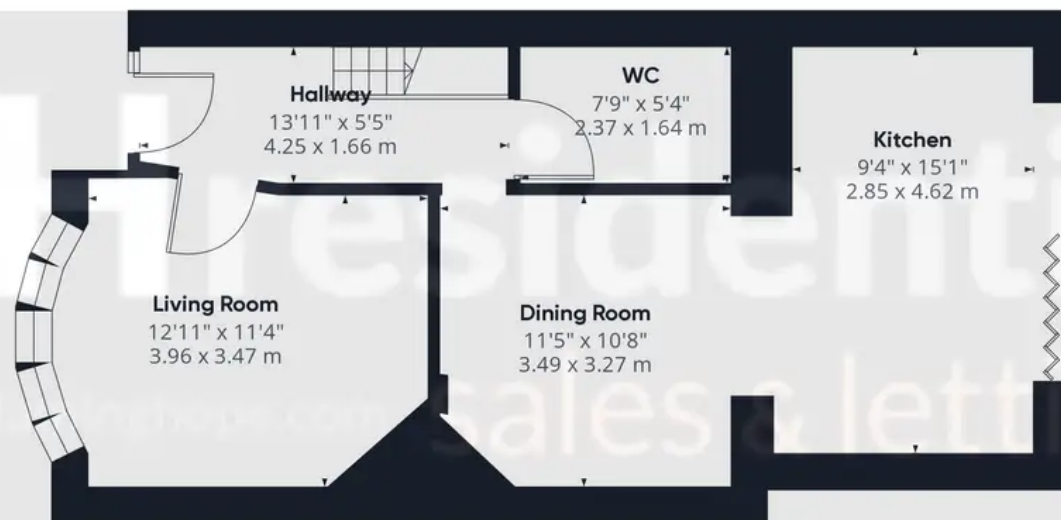 Hallway
13'11" x 5'5"
4.25 x 1.66 m
WC
7'9" x 5'4"
2.37 x 1.64 m
Kitchen
9'4" x 15'1"
2.85 x 4.62 m
Living Room
12'11" x 11'4"
3.96 x 3.47 m
Dining Room
11'5" x 10'8"
3.49 x 3.27 m
sales & letti